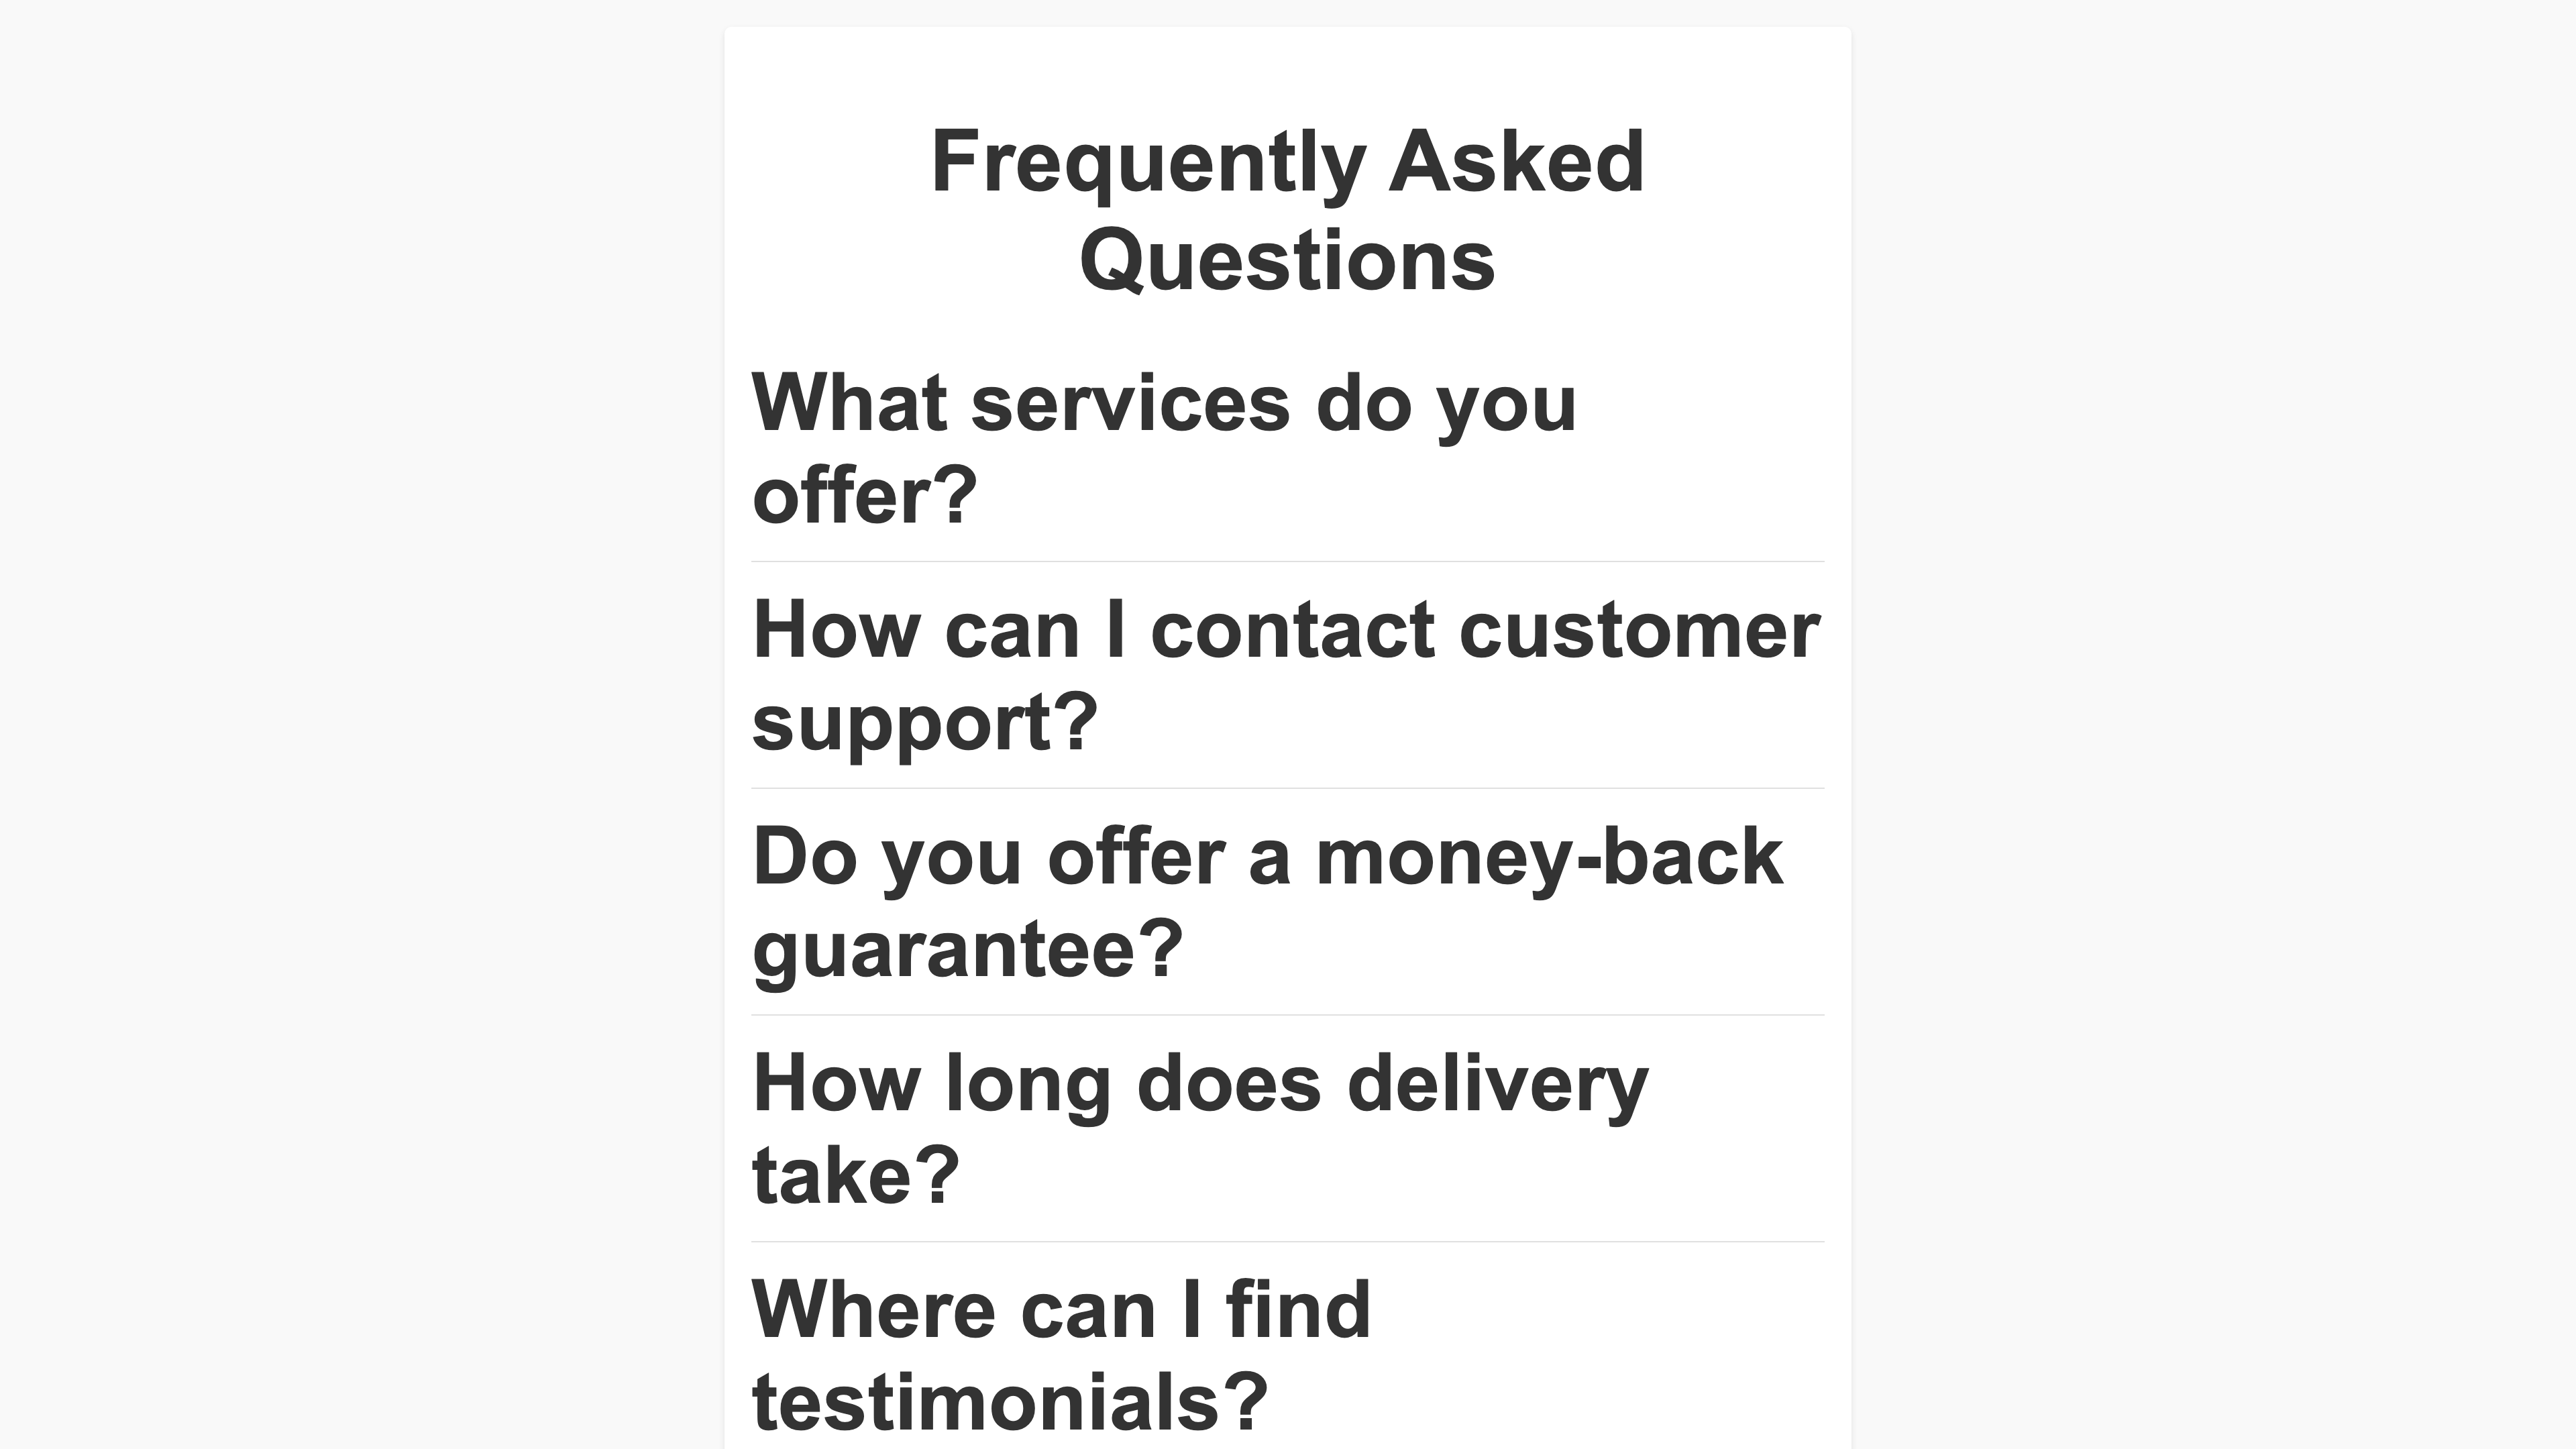 Frequently Asked
Questions
What services do you
offer?
How can I contact customer
support?
Do you offer a money-back
guarantee?
How long does delivery
take?
Where can I find
testimonials?